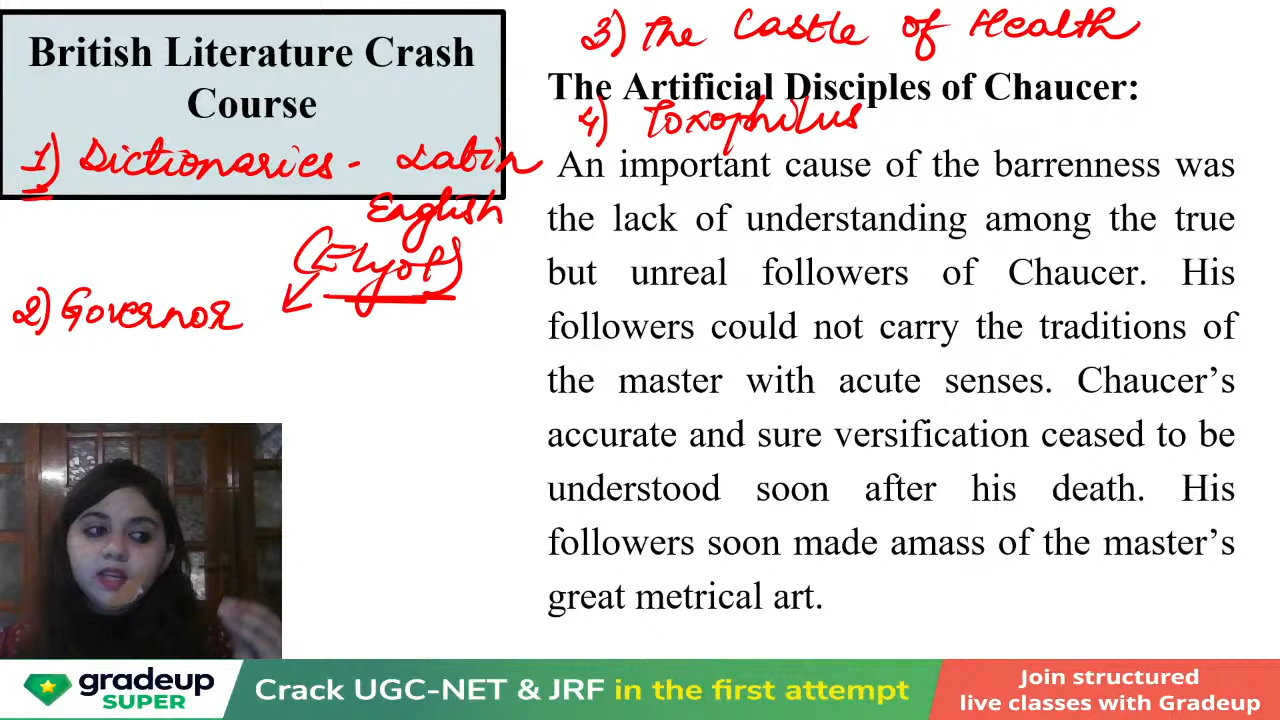 British Literature Crash
Course
1) Dictionaries - Latin
English
(Elyot)
2) Governor
3) The Castle of Health
The Artificial Disciples of Chaucer:
4) Toxophilus
An important cause of the barrenness was
the lack of understanding among the true
but unreal followers of Chaucer. His
followers could not carry the traditions of
the master with acute senses. Chaucer’s
accurate and sure versification ceased to be
understood soon after his death. His
followers soon made amass of the master’s
great metrical art.
gradeup
SUPER
Crack UGC-NET & JRF in the first attempt
Join structured
live classes with Gradeup